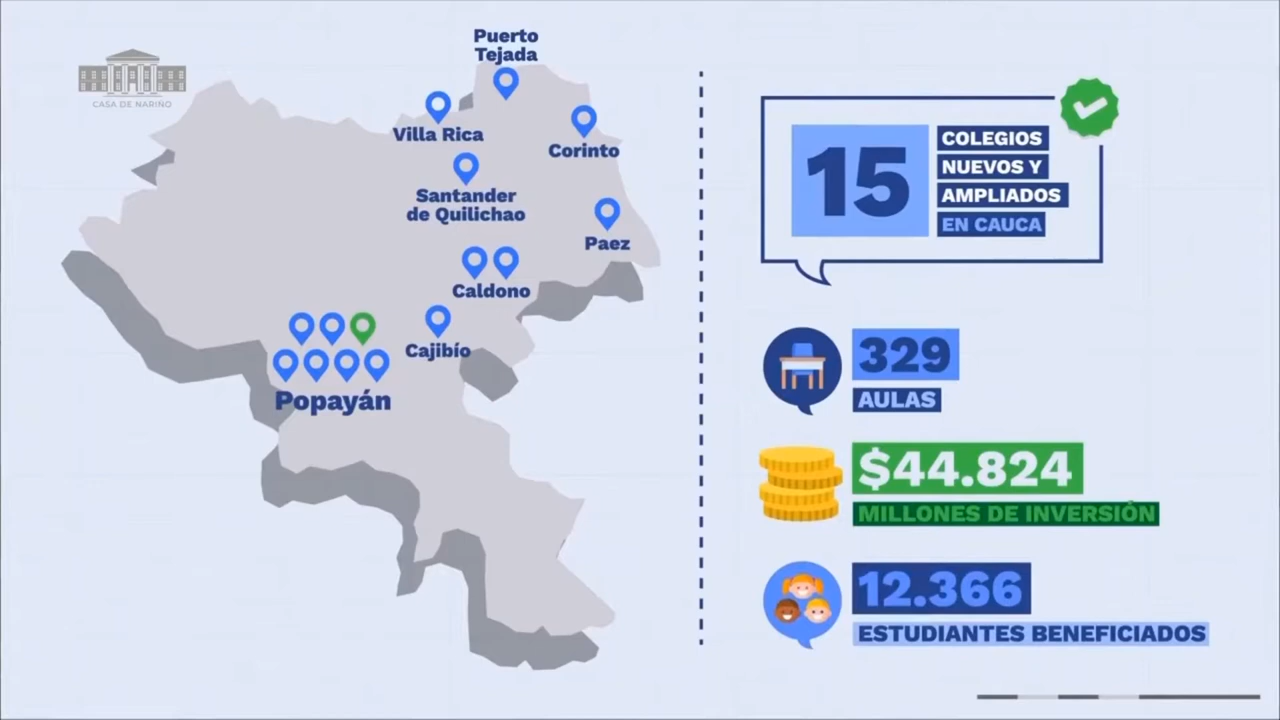 CASA DE NARIÑO
Puerto
Tejada
Villa Rica
Corinto
Santander
de Quilichao
Paez
Caldono
Cajibío
Popayán
15
COLEGIOS
NUEVOS Y
AMPLIADOS
EN CAUCA
329
AULAS
$44.824
MILLONES DE INVERSIÓN
12.366
ESTUDIANTES BENEFICIADOS